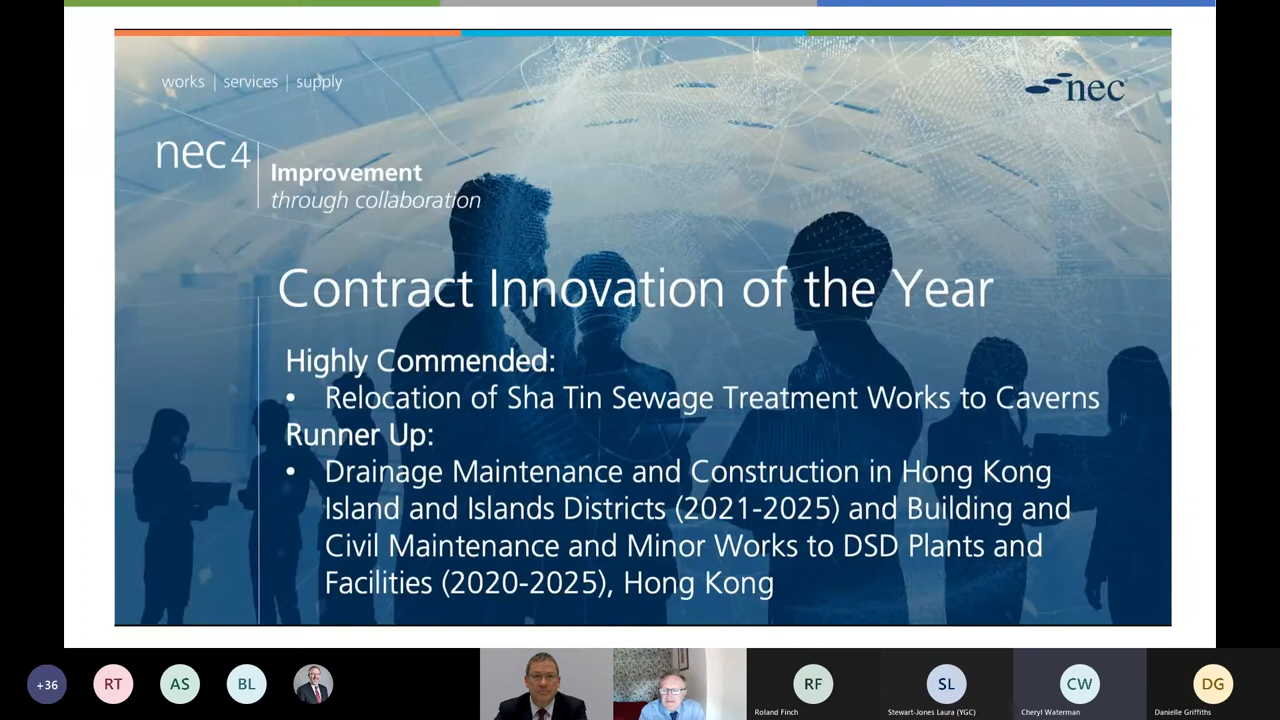 works | services | supply
nec
nec4
Improvement
through collaboration
Contract Innovation of the Year
Highly Commended:
• Relocation of Sha Tin Sewage Treatment Works to Caverns
Runner Up:
• Drainage Maintenance and Construction in Hong Kong
Island and Islands Districts (2021-2025) and Building and
Civil Maintenance and Minor Works to DSD Plants and
Facilities (2020-2025), Hong Kong
+36
RT
AS
BL
RF
SL
CW
DG
Roland Finch
Stewart-Jones Laura (YGC)
Cheryl Waterman
Danielle Griffiths